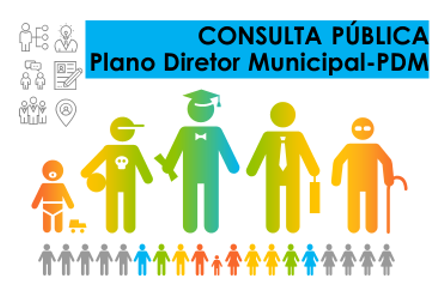 CONSULTA PÚBLICA
Plano Diretor Municipal-PDM